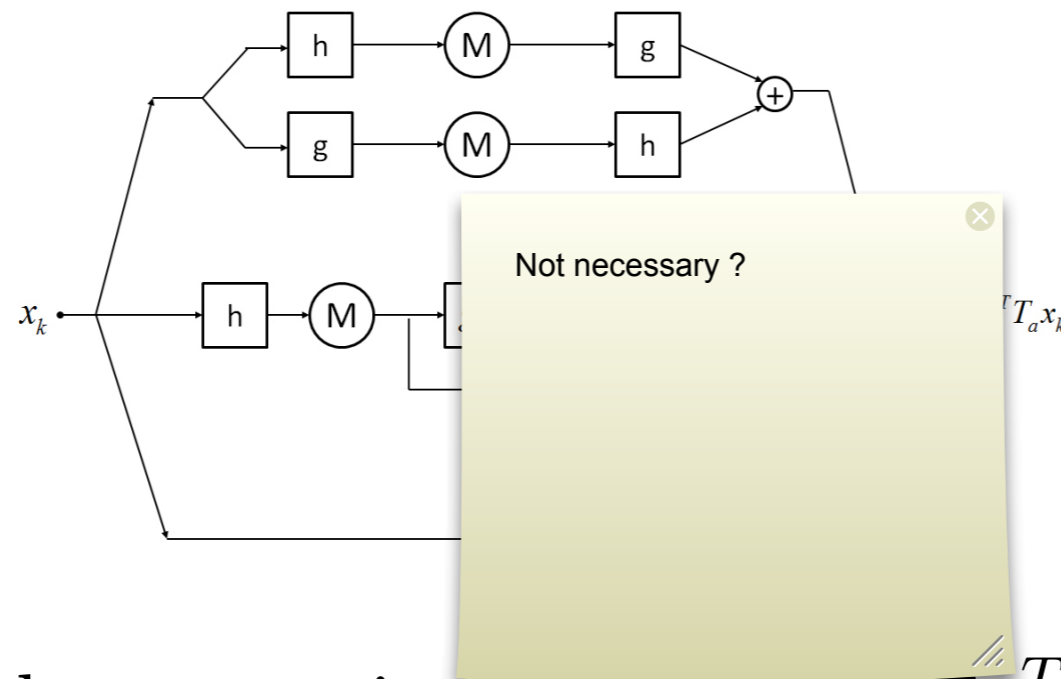 h M g
+
g M h
Not necessary ?
x_k h M T T_a x_k
T